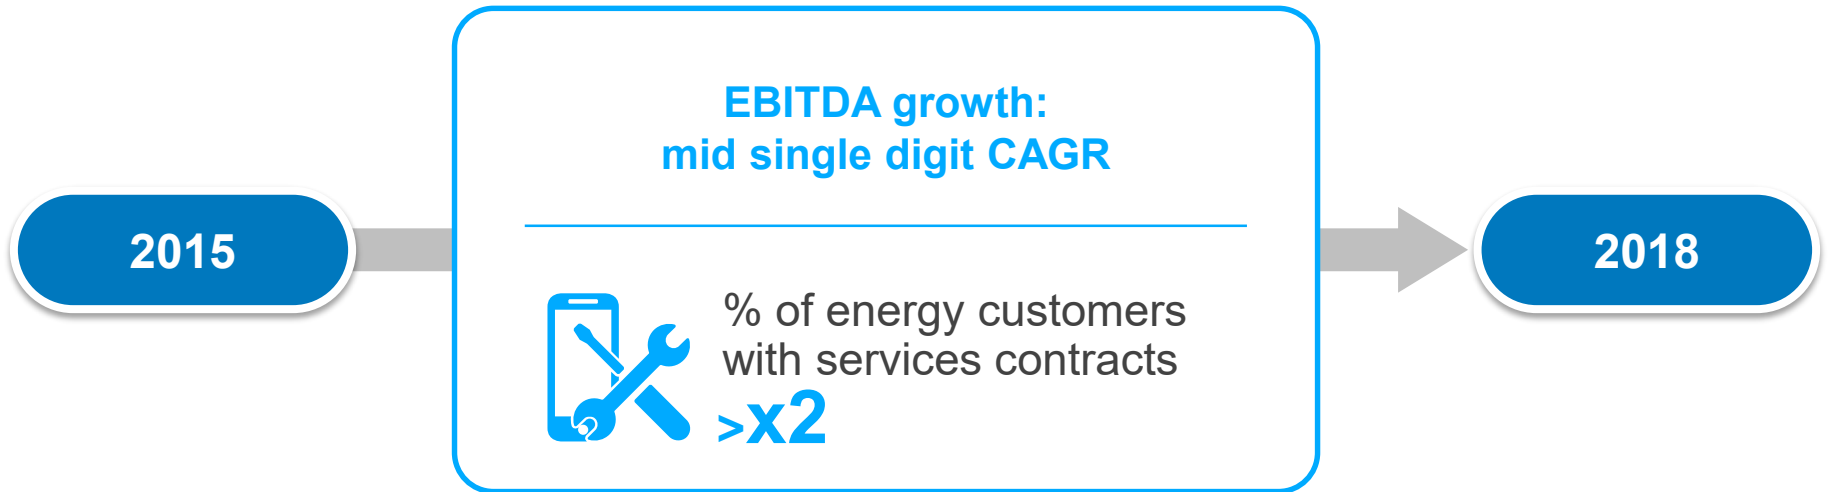 2015
EBITDA growth:
mid single digit CAGR
% of energy customers
with services contracts
>x2
2018